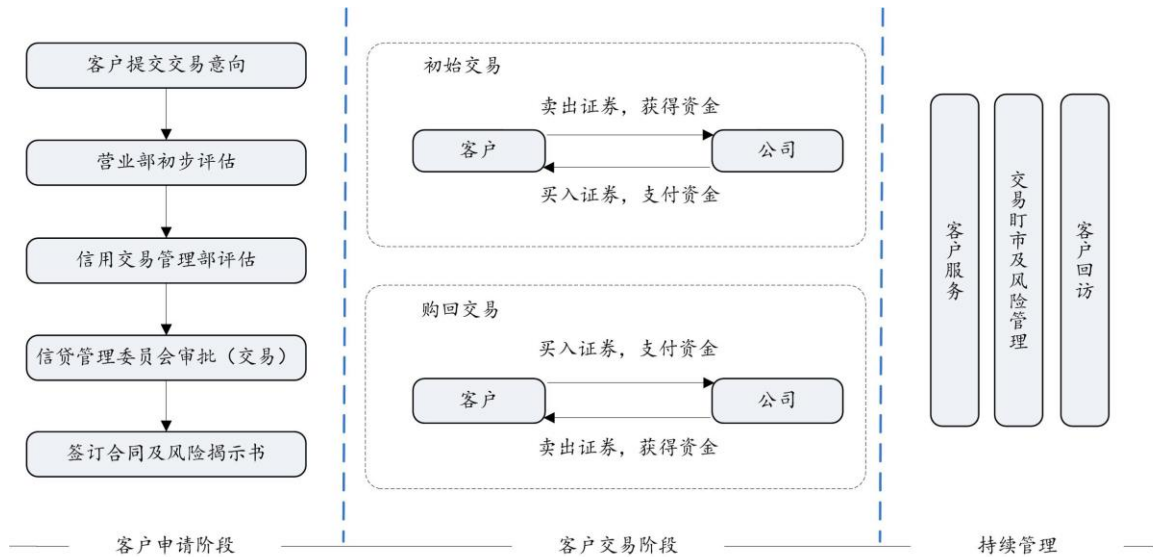 客户提交交易意向
营业部初步评估
信用交易管理部评估
信贷管理委员会审批（交易）
签订合同及风险揭示书
客户申请阶段
初始交易
卖出证券，获得资金
客户
公司
买入证券，支付资金
购回交易
买入证券，支付资金
客户
公司
卖出证券，获得资金
客户交易阶段
客户服务
交易盯市及风险管理
客户回访
持续管理